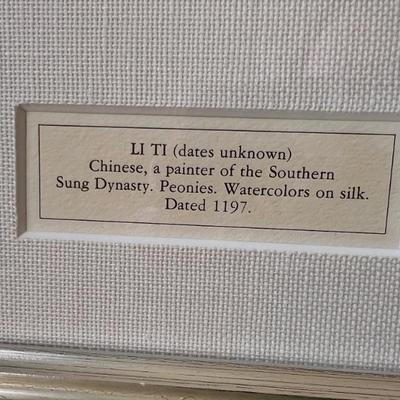 LI TI (dates unknown)
Chinese, a painter of the Southern
Sung Dynasty. Peonies. Watercolors on silk.
Dated 1197.